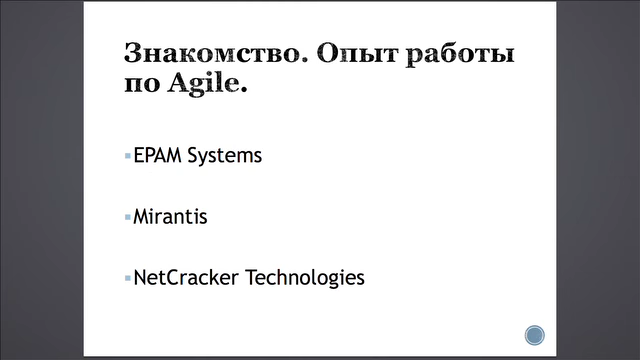 Знакомство. Опыт работы
по Agile.
EPAM Systems
Mirantis
NetCracker Technologies